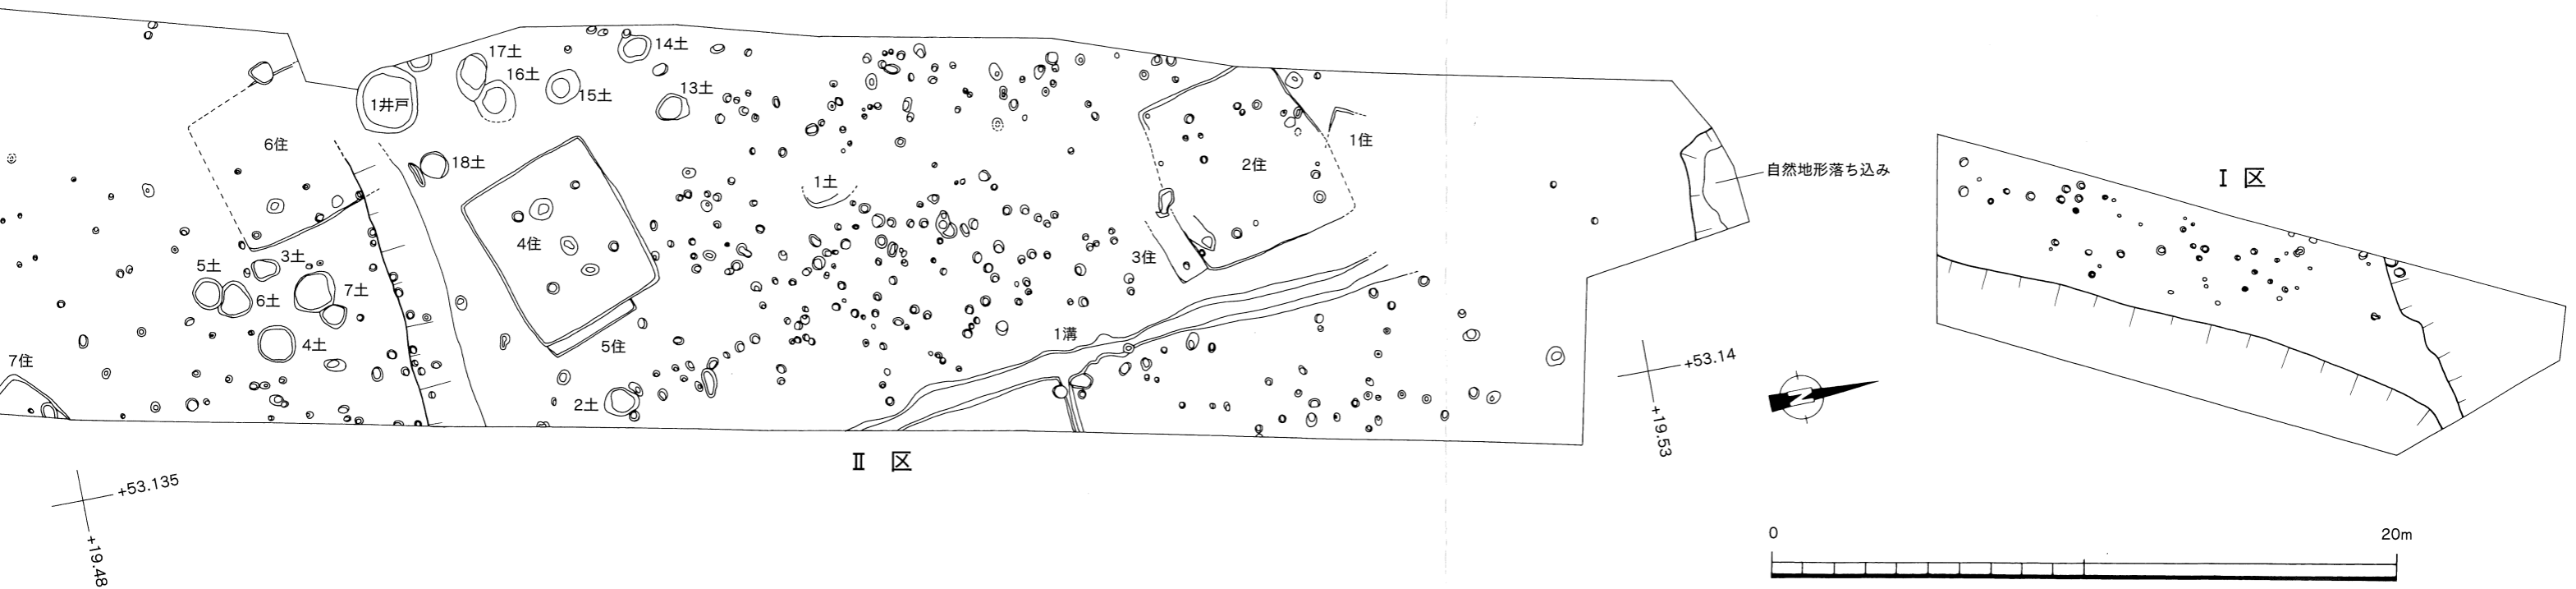 17土
14土
16土
1井戸
15土
13土
6住
18土
1土
2住
1住
自然地形落ち込み
Ⅰ 区
4住
3住
3土
5土
6土
7土
4土
7住
5住
2土
1溝
+53.14
+19.53
N
Ⅱ 区
+53.135
+19.48
0
20m